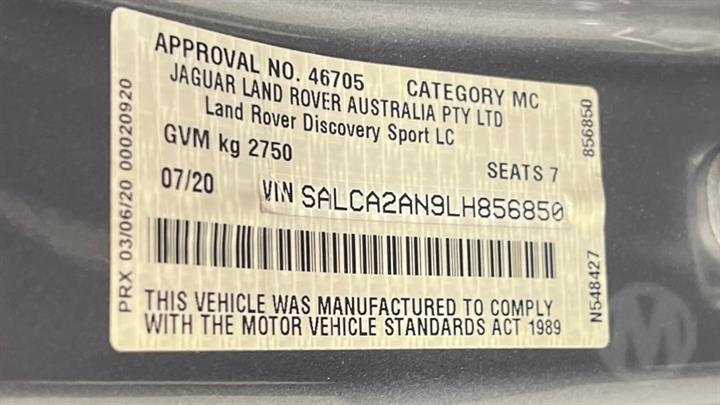 APPROVAL NO. 46705 CATEGORY MC
JAGUAR LAND ROVER AUSTRALIA PTY LTD
Land Rover Discovery Sport LC
GVM kg 2750
SEATS 7
07/20 VIN SALCA2AN9LH856850
THIS VEHICLE WAS MANUFACTURED TO COMPLY
WITH THE MOTOR VEHICLE STANDARDS ACT 1989
PRX 03/06/20 00020920
856850
N548427
M